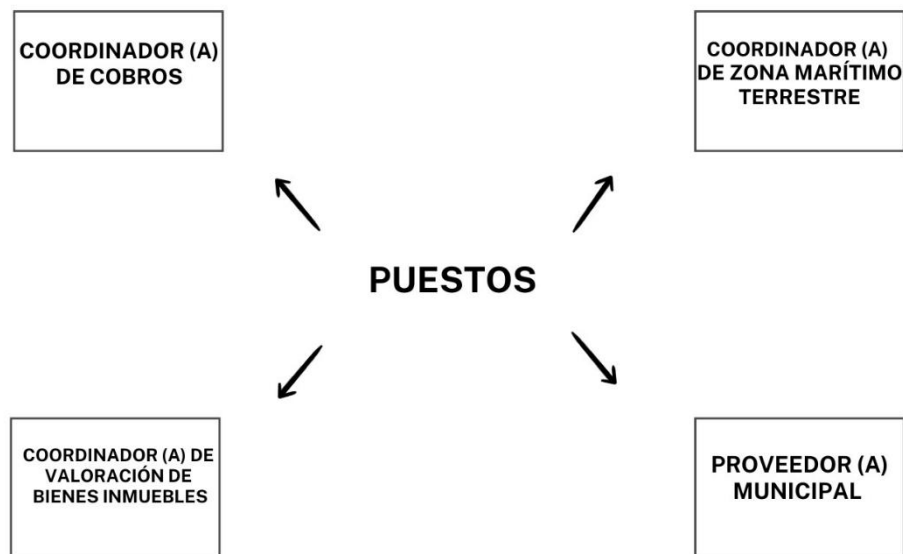 COORDINADOR (A)
DE COBROS
COORDINADOR (A)
DE ZONA MARÍTIMO
TERRESTRE
PUESTOS
COORDINADOR (A) DE
VALORACIÓN DE
BIENES INMUEBLES
PROVEEDOR (A)
MUNICIPAL